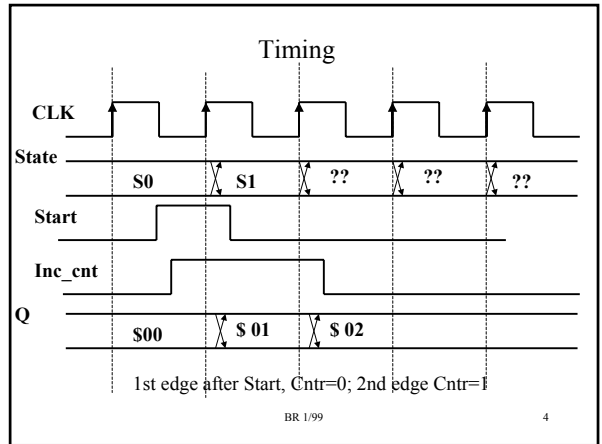 Timing
CLK
State
S0 S1 ?? ?? ??
Start
Inc_cnt
Q
$00 $ 01 $ 02
1st edge after Start, Cntr=0; 2nd edge Cntr=1
BR 1/99 4